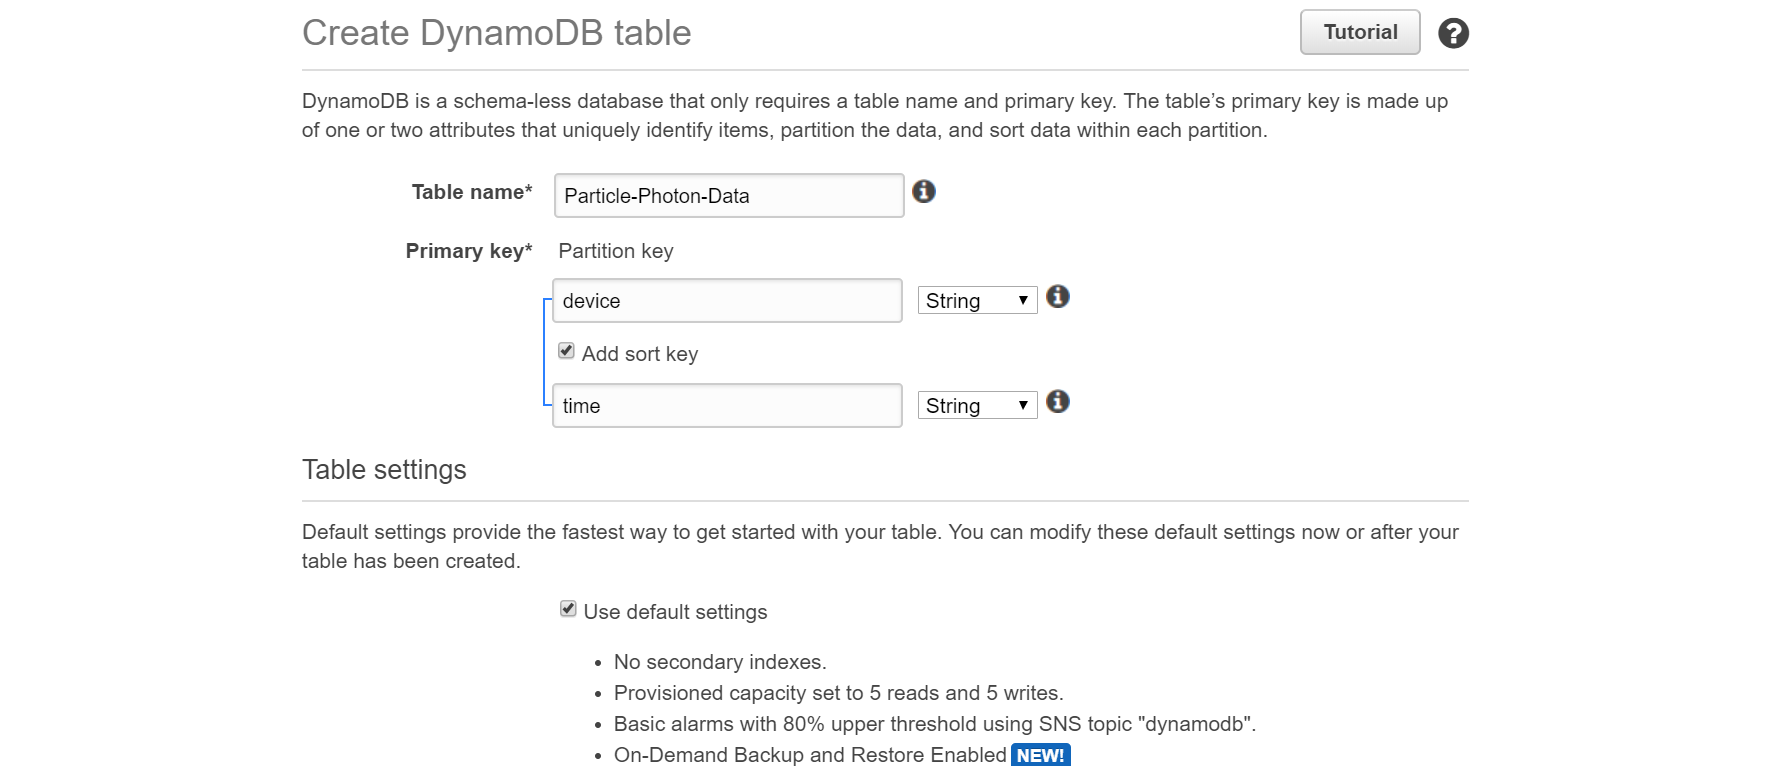 Create DynamoDB table
Tutorial
DynamoDB is a schema-less database that only requires a table name and primary key. The table's primary key is made up
of one or two attributes that uniquely identify items, partition the data, and sort data within each partition.
Table name* Particle-Photon-Data
Primary key* Partition key
device String
Add sort key
time String
Table settings
Default settings provide the fastest way to get started with your table. You can modify these default settings now or after your
table has been created.
Use default settings
• No secondary indexes.
• Provisioned capacity set to 5 reads and 5 writes.
• Basic alarms with 80% upper threshold using SNS topic "dynamodb".
• On-Demand Backup and Restore Enabled NEW!